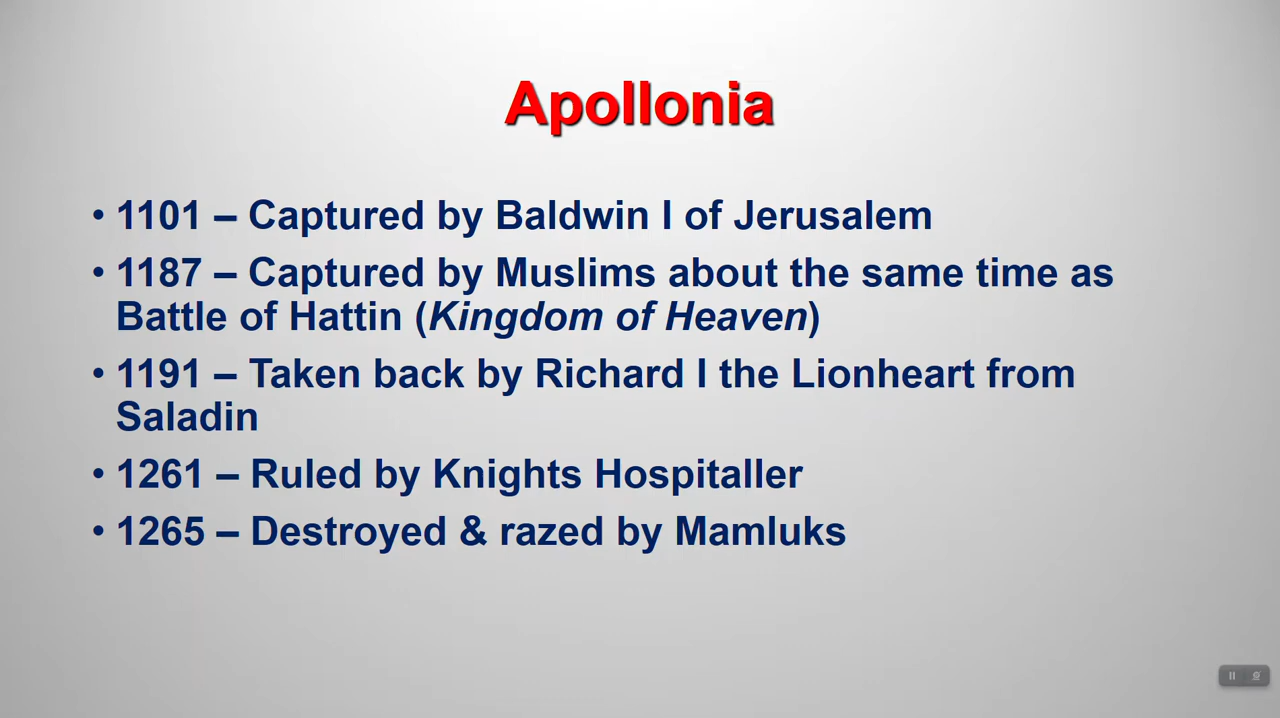 Apollonia
• 1101 – Captured by Baldwin I of Jerusalem
• 1187 – Captured by Muslims about the same time as
Battle of Hattin (Kingdom of Heaven)
• 1191 – Taken back by Richard I the Lionheart from
Saladin
• 1261 – Ruled by Knights Hospitaller
• 1265 – Destroyed & razed by Mamluks